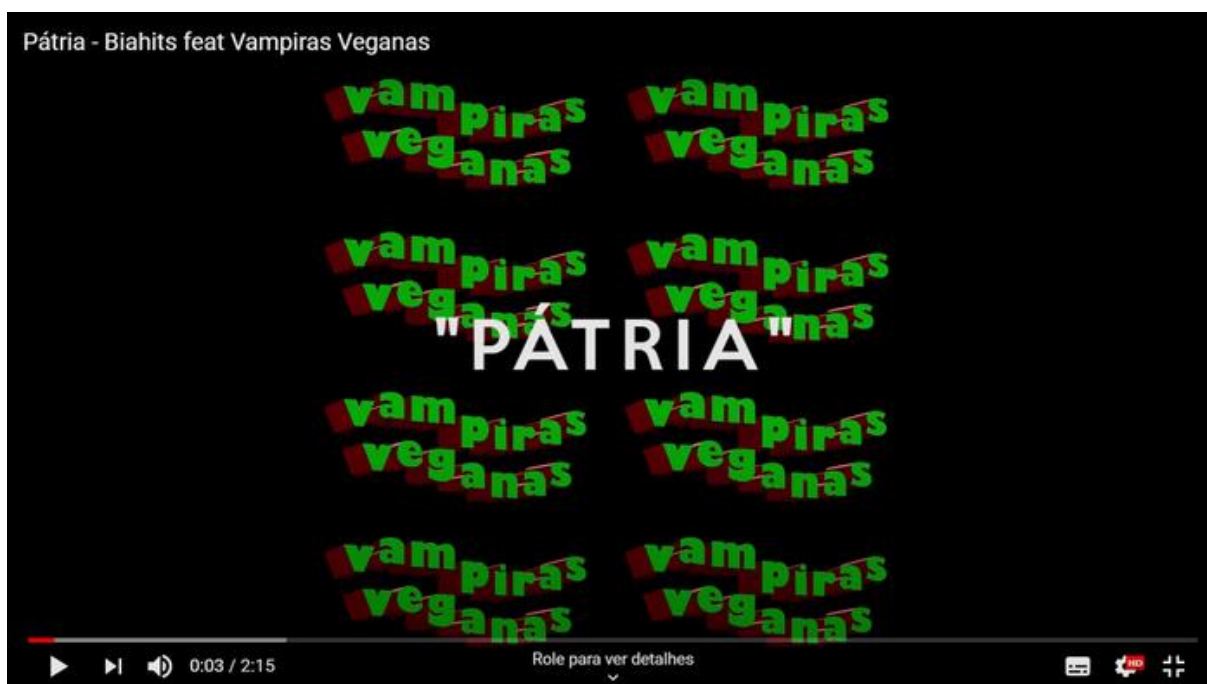 Pátria - Biahits feat Vampiras Veganas
vampiras vampiras
veganas veganas
vampiras vampiras
veganas veganas
"PÁTRIA"
vampiras vampiras
veganas veganas
vampiras vampiras
veganas veganas
0:03 / 2:15
Role para ver detalhes
HD